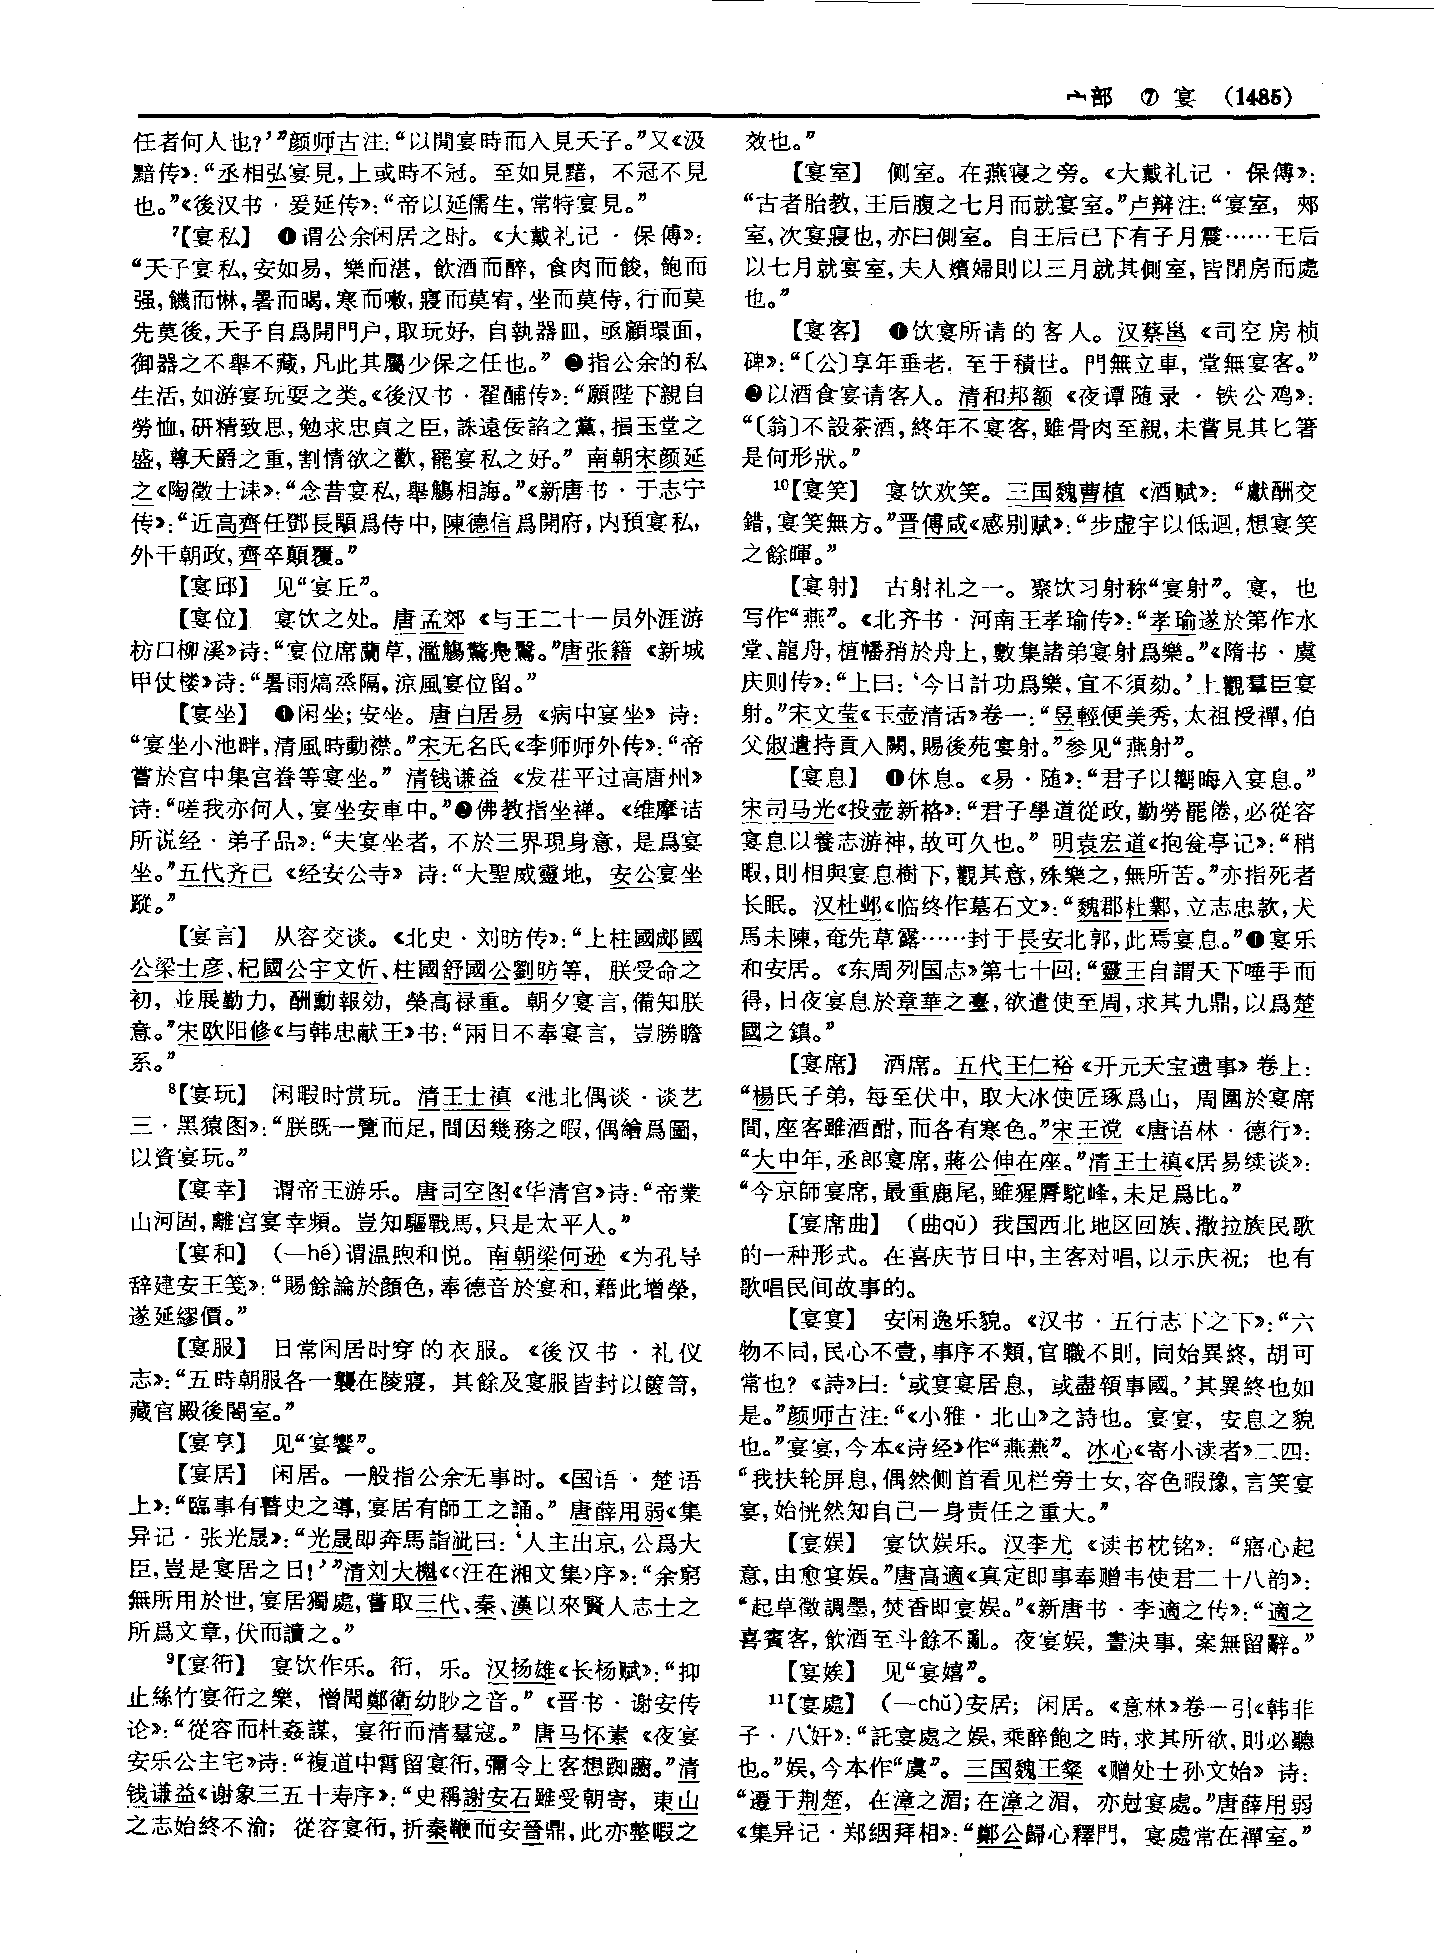 宀部 ⑦ 宴 （1485）
任者何人也?’”颜师古注:“以閒宴時而入見天子。”又《汲
黯传》:“丞相弘宴見,上或時不冠。至如見黯，不冠不見
也。”《後汉书·爰延传》:“帝以延儒生,常特宴見。”
7【宴私】 ❶谓公余闲居之时。《大戴礼记·保傅》:
“天子宴私,安如易，樂而湛，飲酒而醉，食肉而餕，飽而
强,饑而惏,暑而暍,寒而嗽,寢而莫宥,坐而莫侍,行而莫
先莫後,天子自爲開門户,取玩好，自執器皿，亟顧環面，
御器之不舉不藏,凡此其屬少保之任也。”❷指公余的私
生活,如游宴玩耍之类。《後汉书·翟酺传》:“願陛下親自
勞恤,研精致思,勉求忠貞之臣,誅遠佞諂之黨,損玉堂之
盛,尊天爵之重,割情欲之歡,罷宴私之好。”南朝宋颜延
之《陶徵士诔》:“念昔宴私,舉觴相誨。”《新唐书·于志宁
传》:“近高齊任鄧長顒爲侍中,陳德信爲開府,内預宴私，
外干朝政,齊卒顛覆。”
【宴邱】 见“宴丘”。
【宴位】 宴饮之处。唐孟郊《与王二十一员外涯游
枋口柳溪》诗:“宴位席蘭草,濫觴驚鳧鷖。”唐张籍《新城
甲仗楼》诗:“暑雨熇烝隔,涼風宴位留。”
【宴坐】 ❶闲坐;安坐。唐白居易《病中宴坐》诗:
“宴坐小池畔,清風時動襟。”宋无名氏《李师师外传》:“帝
嘗於宫中集宫眷等宴坐。”清钱谦益《发茌平过高唐州》
诗:“嗟我亦何人,宴坐安車中。”❷佛教指坐禅。《维摩诘
所说经·弟子品》:“夫宴坐者，不於三界現身意，是爲宴
坐。”五代齐己《经安公寺》诗:“大聖威靈地，安公宴坐
蹤。”
【宴言】 从容交谈。《北史·刘昉传》:“上柱國郕國
公梁士彦、杞國公宇文忻、柱國舒國公劉昉等，朕受命之
初，並展勤力，酬勳報効，榮高禄重。朝夕宴言,備知朕
意。”宋欧阳修《与韩忠献王》书:“兩日不奉宴言，豈勝瞻
系。”
8【宴玩】 闲暇时赏玩。清王士禛《池北偶谈·谈艺
三·黑猿图》:“朕既一覽而足,間因幾務之暇,偶繪爲圖，
以資宴玩。”
【宴幸】 谓帝王游乐。唐司空图《华清宫》诗:“帝業
山河固,離宫宴幸頻。豈知驅戰馬,只是太平人。”
【宴和】 （一hé）谓温煦和悦。南朝梁何逊《为孔导
辞建安王笺》:“賜餘論於顔色,奉德音於宴和,藉此增榮，
遂延繆價。”
【宴服】 日常闲居时穿的衣服。《後汉书·礼仪
志》:“五時朝服各一襲在陵寢，其餘及宴服皆封以篋笥，
藏官殿後閣室。”
【宴亨】 见“宴饗”。
【宴居】 闲居。一般指公余无事时。《国语·楚语
上》:“臨事有瞽史之導,宴居有師工之誦。”唐薛用弱《集
异记·张光晟》:“光晟即奔馬詣泚曰：‘人主出京,公爲大
臣,豈是宴居之日!’”清刘大櫆《〈汪在湘文集〉序》:“余窮
無所用於世,宴居獨處,嘗取三代、秦、漢以來賢人志士之
所爲文章,伏而讀之。”
9【宴衎】 宴饮作乐。衎，乐。汉扬雄《长杨赋》:“抑
止絲竹宴衎之樂，憎聞鄭衛幼眇之音。”《晋书·谢安传
论》:“從容而杜姦謀，宴衎而清羣寇。”唐马怀素《夜宴
安乐公主宅》诗:“複道中宵留宴衎,彌令上客想踟躕。”清
钱谦益《谢象三五十寿序》:“史稱謝安石雖受朝寄，東山
之志始終不渝；從容宴衎,折秦鞭而安晉鼎,此亦整暇之
效也。”
【宴室】 侧室。在燕寝之旁。《大戴礼记·保傅》:
“古者胎教,王后腹之七月而就宴室。”卢辩注:“宴室，郟
室,次宴寢也,亦曰側室。自王后已下有子月震……王后
以七月就宴室,夫人嬪婦則以三月就其側室,皆閉房而處
也。”
【宴客】 ❶饮宴所请的客人。汉蔡邕《司空房桢
碑》:“〔公〕享年垂老，至于積世。門無立車，堂無宴客。”
❷以酒食宴请客人。清和邦额《夜谭随录·铁公鸡》:
“〔翁〕不設茶酒,終年不宴客,雖骨肉至親,未嘗見其匕箸
是何形狀。”
10【宴笑】 宴饮欢笑。三国魏曹植《酒赋》:“獻酬交
錯,宴笑無方。”晋傅咸《感别赋》:“步虚宇以低迴,想宴笑
之餘暉。”
【宴射】 古射礼之一。聚饮习射称“宴射”。宴，也
写作“燕”。《北齐书·河南王孝瑜传》:“孝瑜遂於第作水
堂、龍舟,植幡矟於舟上,數集諸弟宴射爲樂。”《隋书·虞
庆则传》:“上曰：‘今日計功爲樂,宜不須劾。’上觀羣臣宴
射。”宋文莹《玉壶清话》卷一:“昱輕便美秀,太祖授禪,伯
父俶遣持貢入闕,賜後苑宴射。”参见“燕射”。
【宴息】 ❶休息。《易·随》:“君子以嚮晦入宴息。”
宋司马光《投壶新格》:“君子學道從政,勤勞罷倦,必從容
宴息以養志游神,故可久也。”明袁宏道《抱瓮亭记》:“稍
暇,則相與宴息樹下,觀其意,殊樂之,無所苦。”亦指死者
长眠。汉杜邺《临终作墓石文》:“魏郡杜鄴,立志忠款,犬
馬未陳,奄先草露……封于長安北郭,此焉宴息。”❶宴乐
和安居。《东周列国志》第七十回:“靈王自謂天下唾手而
得,日夜宴息於章華之臺,欲遣使至周,求其九鼎,以爲楚
國之鎮。”
【宴席】 酒席。五代王仁裕《开元天宝遗事》卷上:
“楊氏子弟，每至伏中，取大冰使匠琢爲山，周圍於宴席
間,座客雖酒酣,而各有寒色。”宋王谠《唐语林·德行》:
“大中年,丞郎宴席,蔣公伸在座。”清王士禛《居易续谈》:
“今京師宴席,最重鹿尾,雖猩脣駝峰,未足爲比。”
【宴席曲】 （曲qǔ）我国西北地区回族、撒拉族民歌
的一种形式。在喜庆节日中,主客对唱,以示庆祝；也有
歌唱民间故事的。
【宴宴】 安闲逸乐貌。《汉书·五行志下之下》:“六
物不同,民心不壹,事序不類,官職不則，同始異終，胡可
常也？《詩》曰：‘或宴宴居息，或盡領事國。’其異終也如
是。”颜师古注:“《小雅·北山》之詩也。宴宴，安息之貌
也。”宴宴,今本《诗经》作“燕燕”。冰心《寄小读者》二四:
“我扶轮屏息,偶然侧首看见栏旁士女,容色暇豫,言笑宴
宴,始恍然知自己一身责任之重大。”
【宴娱】 宴饮娱乐。汉李尤《读书枕铭》:“寤心起
意,由愈宴娱。”唐高適《真定即事奉赠韦使君二十八韵》:
“起草徵調墨,焚香即宴娱。”《新唐书·李適之传》:“適之
喜賓客,飲酒至斗餘不亂。夜宴娱，晝決事，案無留辭。”
【宴娭】 见“宴嬉”。
11【宴處】 （一chǔ)安居；闲居。《意林》卷一引《韩非
子·八奸》:“託宴處之娱,乘醉飽之時,求其所欲,則必聽
也。”娱,今本作“虞”。三国魏王粲《赠处士孙文始》诗:
“遷于荆楚，在漳之湄;在漳之湄，亦尅宴處。”唐薛用弱
《集异记·郑絪拜相》:“鄭公歸心釋門，宴處常在禪室。”